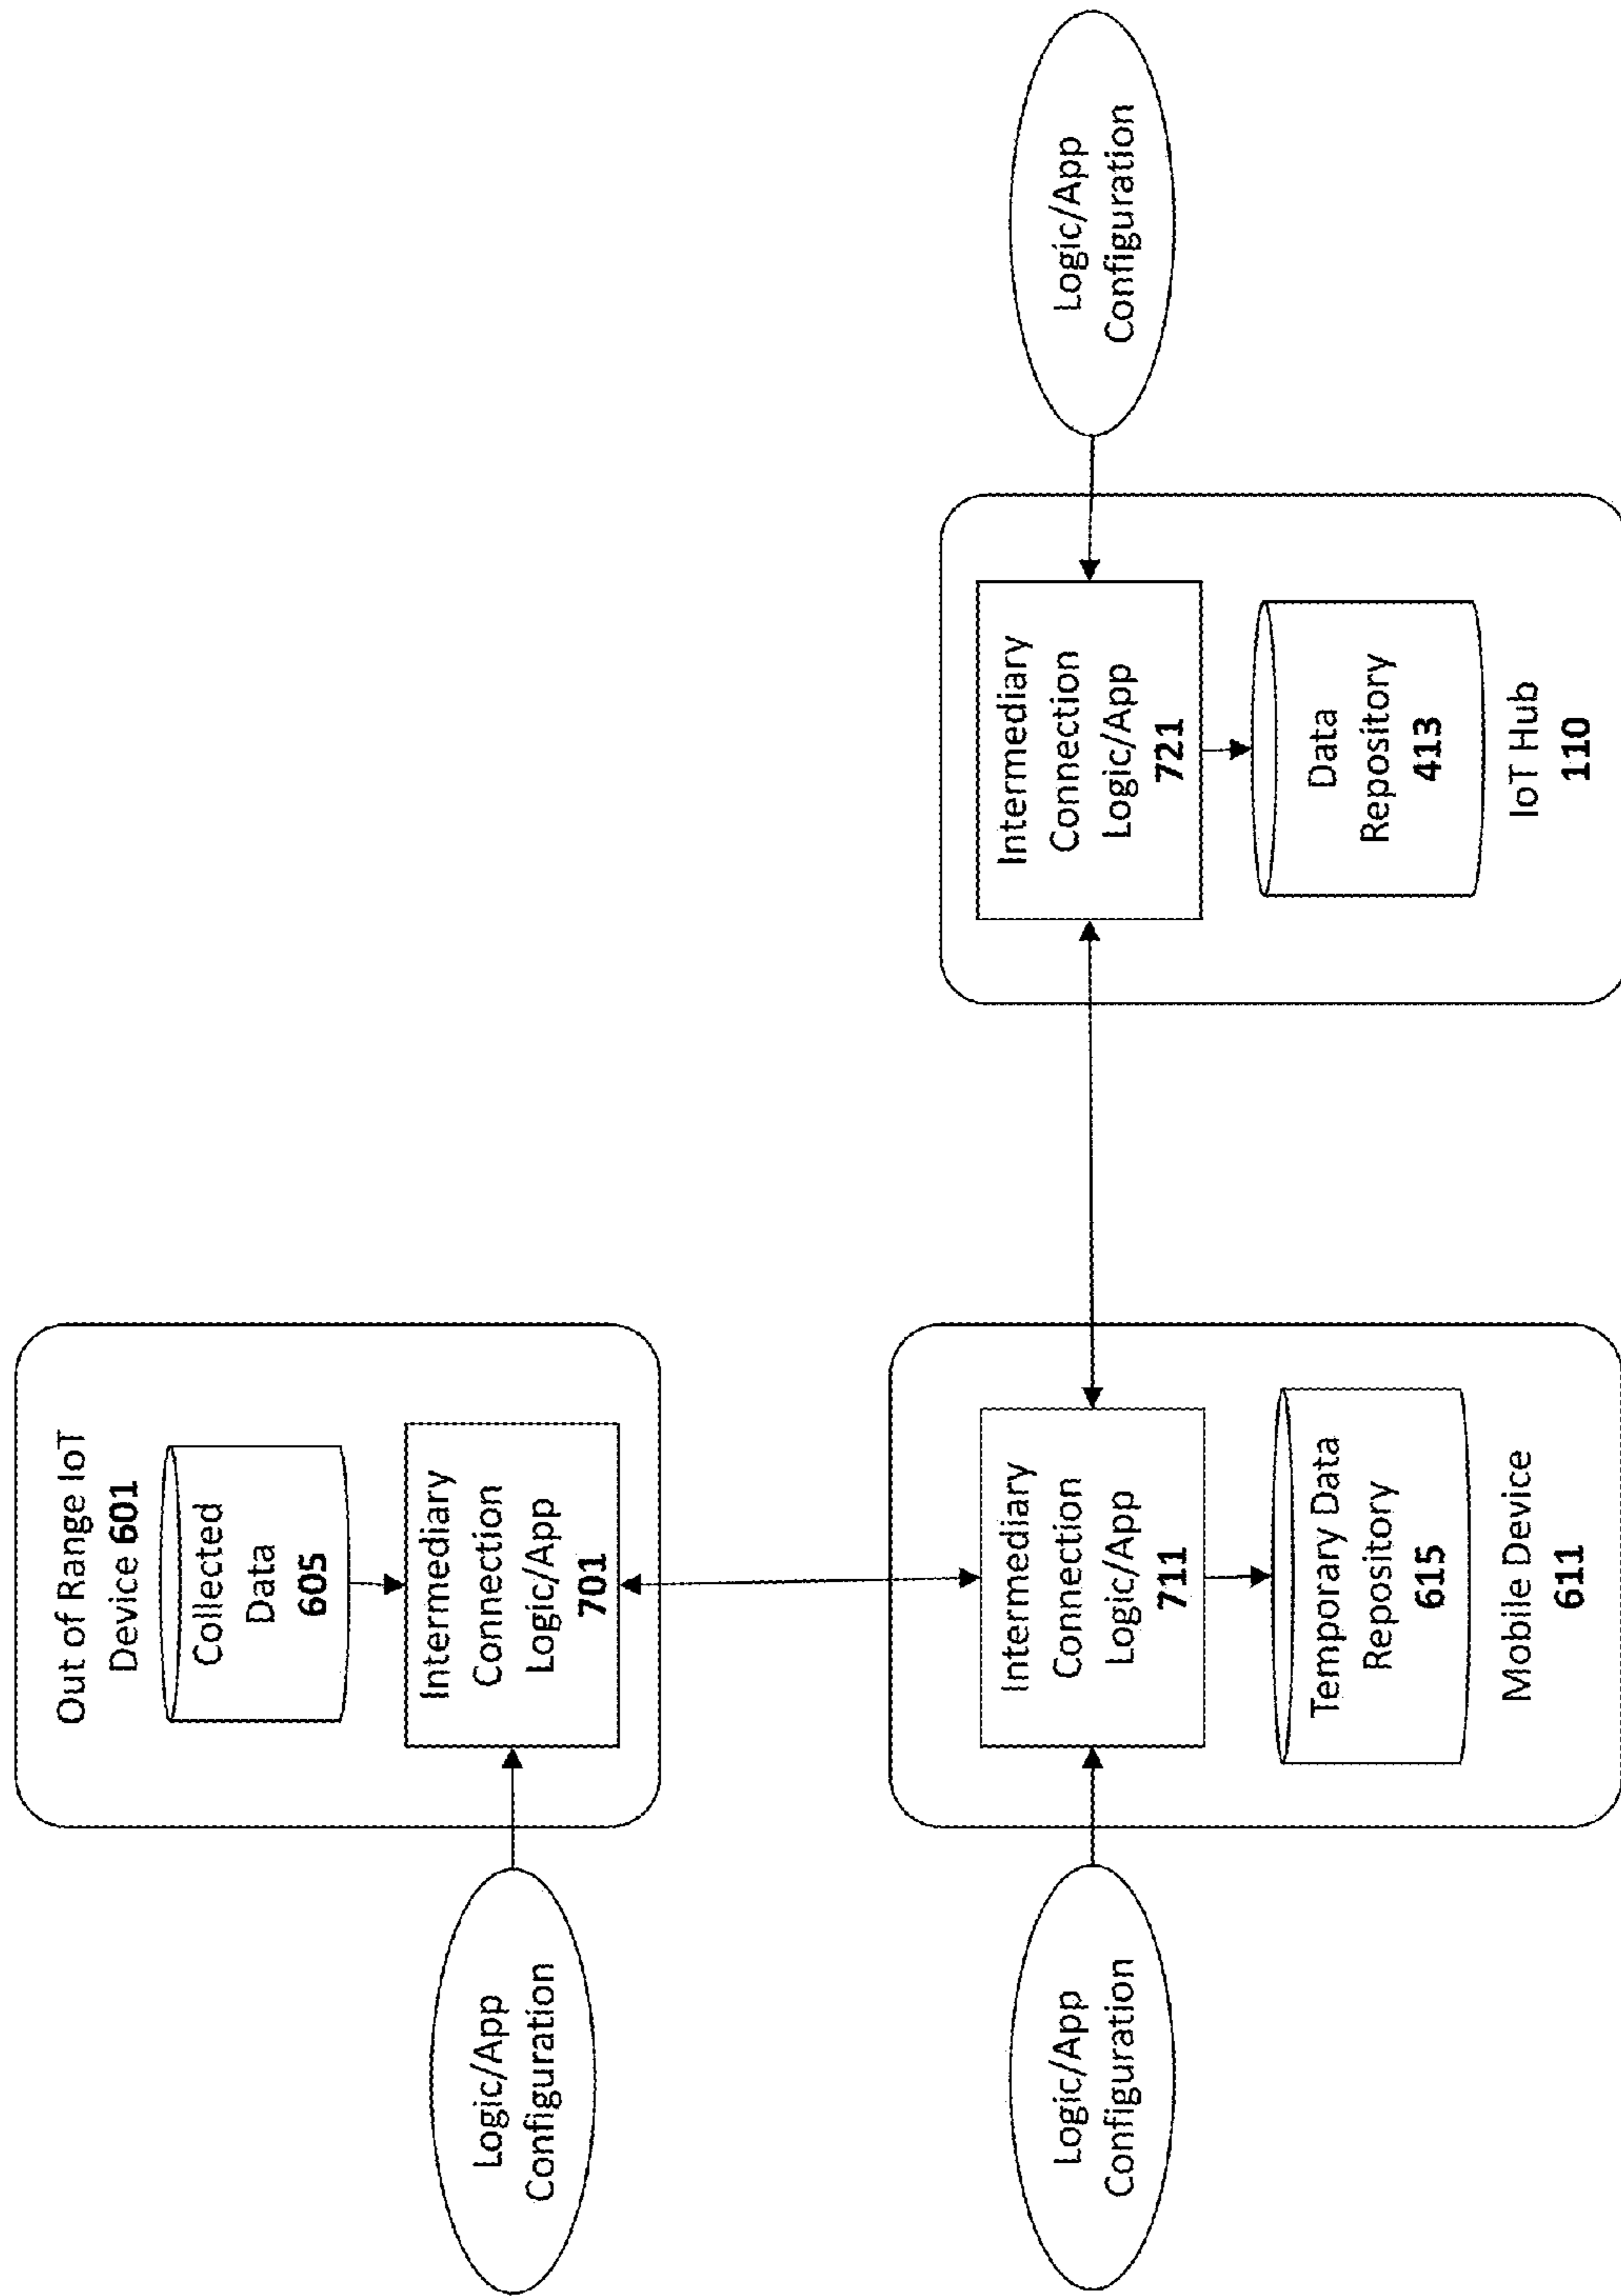 Out of Range IoT
Device 601
Collected
Data
605
Intermediary
Connection
Logic/App
701
Logic/App
Configuration
Logic/App
Configuration
Intermediary
Connection
Logic/App
711
Temporary Data
Repository
615
Mobile Device
611
Intermediary
Connection
Logic/App
721
Data
Repository
413
IoT Hub
110
Logic/App
Configuration